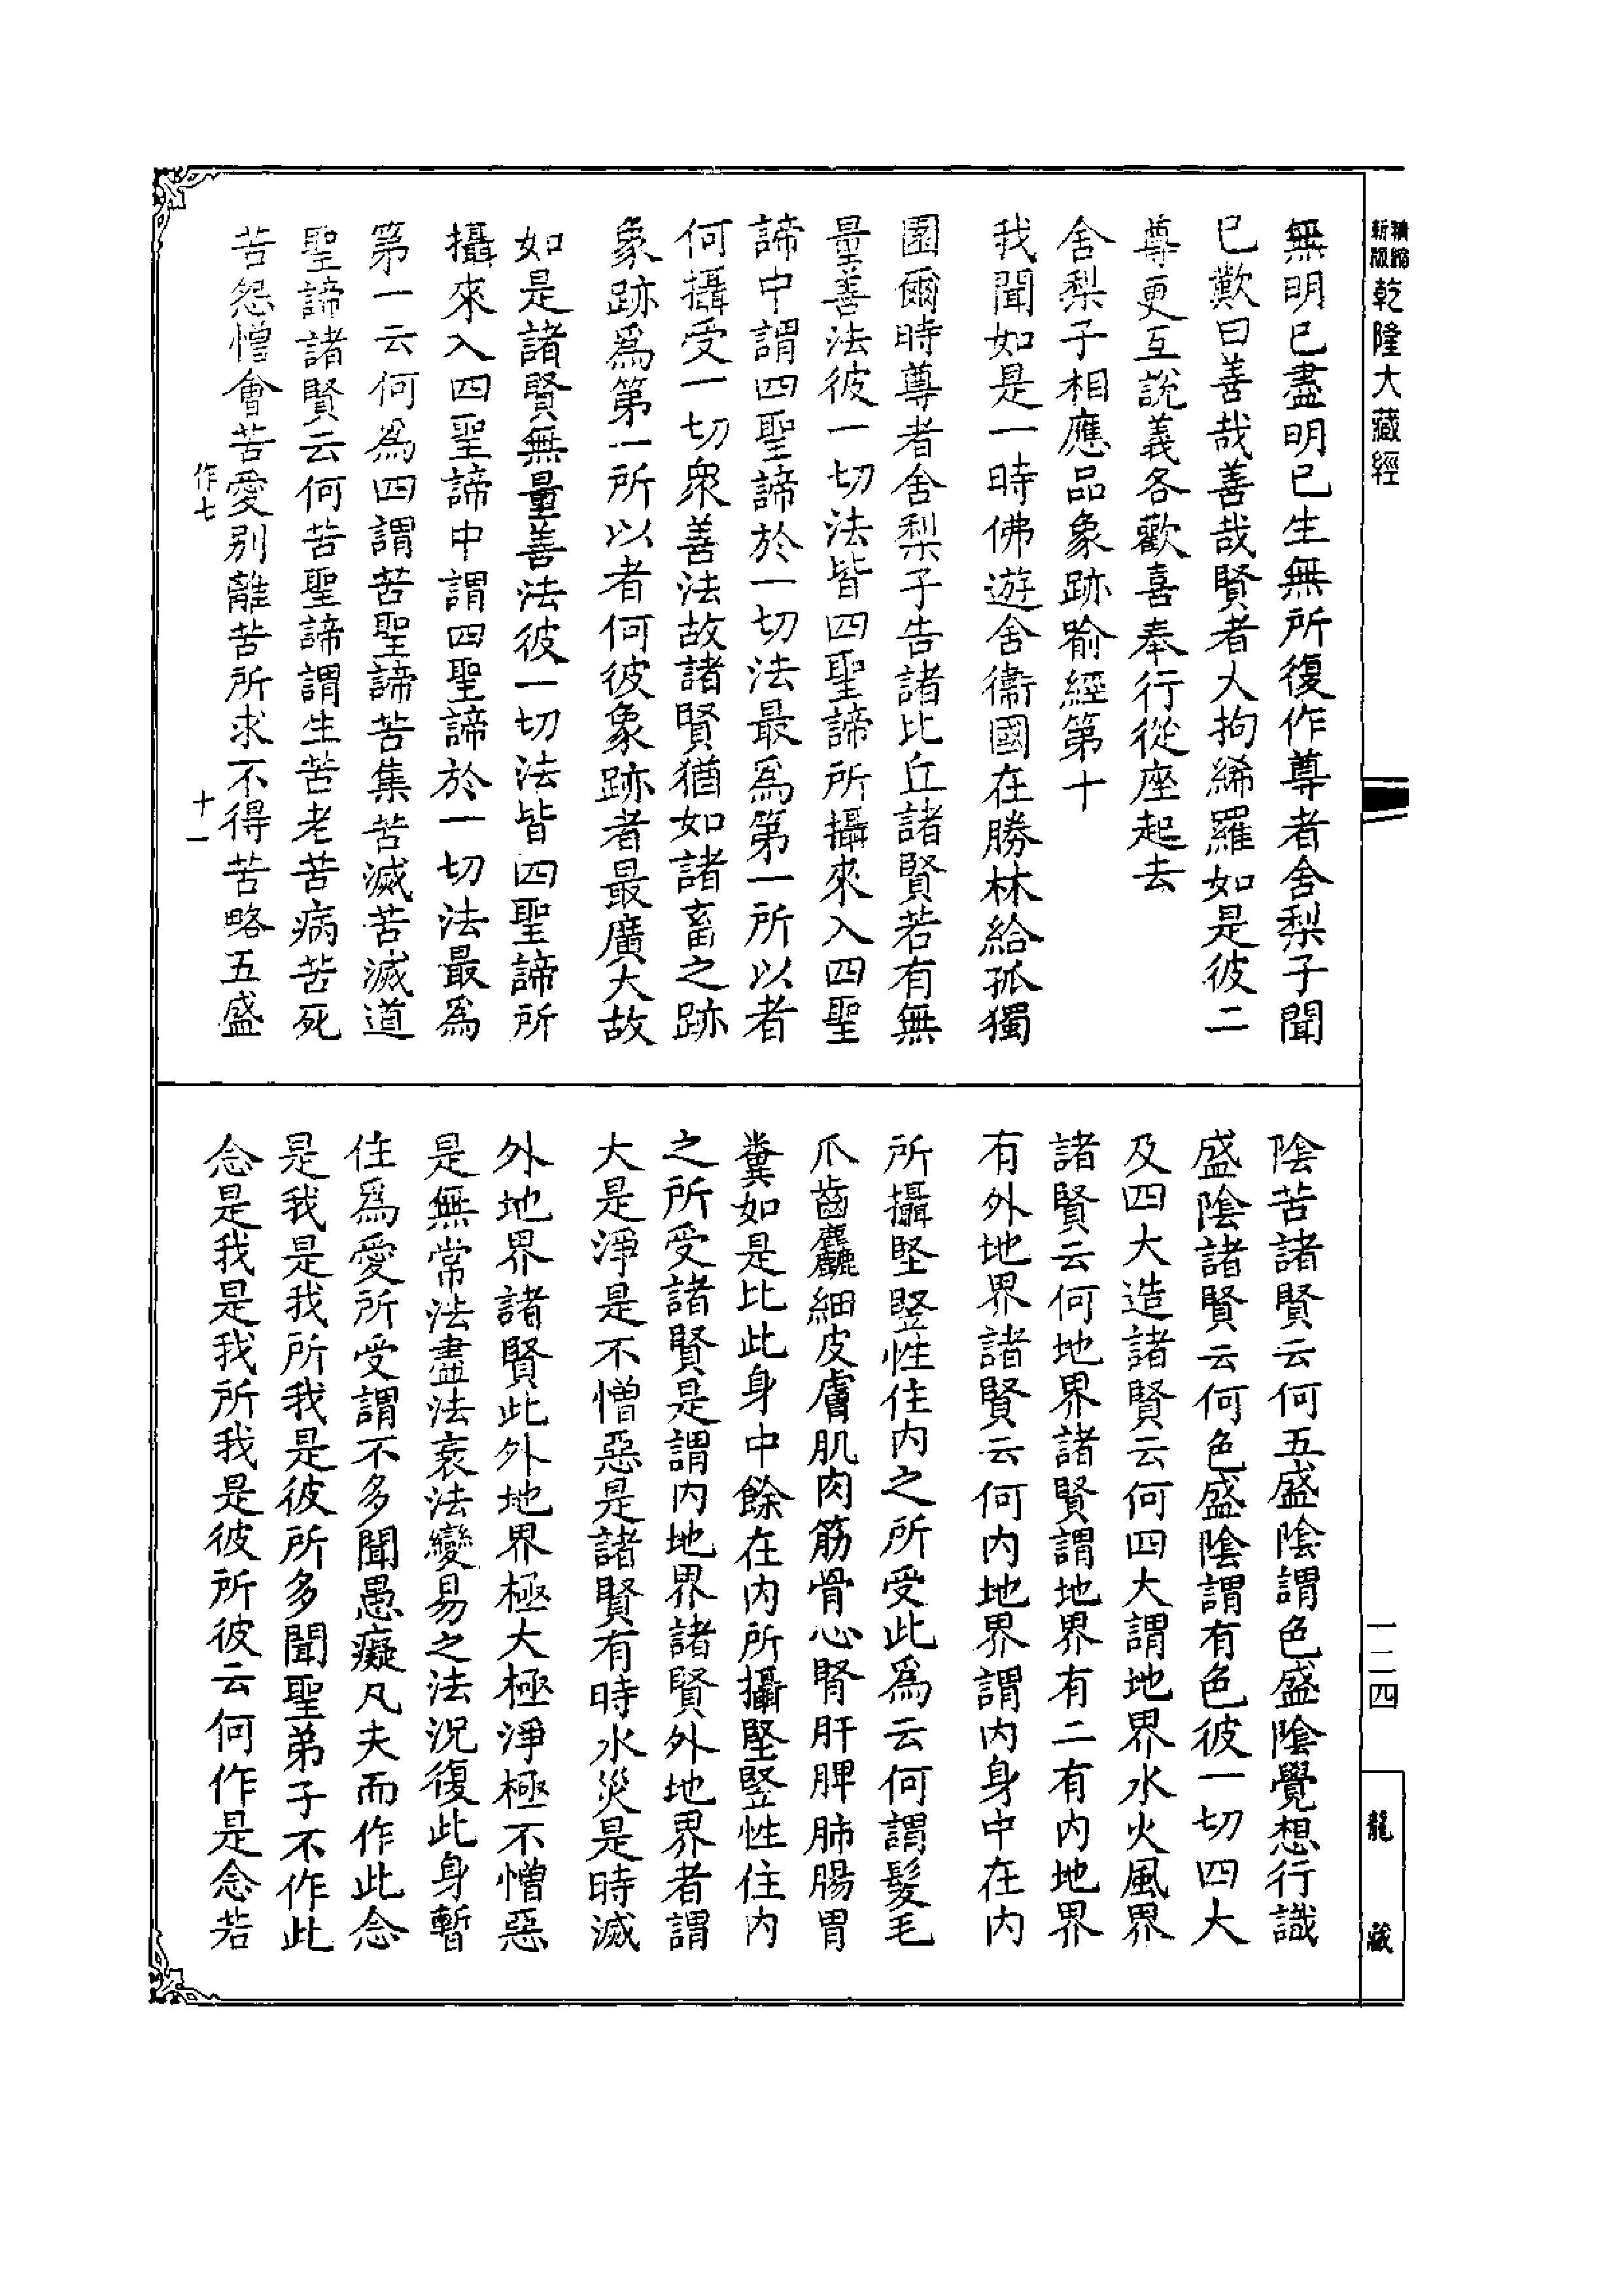 新版
精縮
乾隆大藏經
無明已盡明已生無所復作尊者舍梨子聞
已歎曰善哉善哉賢者大拘絺羅如是彼二
尊更互說義各歡喜奉行從座起去
舍梨子相應品象跡喻經第十
我聞如是一時佛遊舍衞國在勝林給孤獨
園爾時尊者舍梨子告諸比丘諸賢若有無
量善法彼一切法皆四聖諦所攝來入四聖
諦中謂四聖諦於一切法最爲第一所以者
何攝受一切衆善法故諸賢猶如諸畜之跡
象跡爲第一所以者何彼象跡者最廣大故
如是諸賢無量善法彼一切法皆四聖諦所
攝來入四聖諦中謂四聖諦於一切法最爲
第一云何爲四謂苦聖諦苦集苦滅苦滅道
聖諦諸賢云何苦聖諦謂生苦老苦病苦死
苦怨憎會苦愛別離苦所求不得苦略五盛
作七
十一
陰苦諸賢云何五盛陰謂色盛陰覺想行識
盛陰諸賢云何色盛陰謂有色彼一切四大
及四大造諸賢云何四大謂地界水火風界
諸賢云何地界諸賢謂地界有二有內地界
有外地界諸賢云何內地界謂內身中在內
所攝堅堅性住內之所受此爲云何謂髮毛
爪齒麤細皮膚肌肉筋骨心腎肝脾肺腸胃
糞如是比此身中餘在內所攝堅堅性住內
之所受諸賢是謂內地界諸賢外地界者謂
大是淨是不憎惡是諸賢有時水災是時滅
外地界諸賢此外地界極大極淨極不憎惡
是無常法盡法衰法變易之法況復此身暫
住爲愛所受謂不多聞愚癡凡夫而作此念
是我是我所我是彼所多聞聖弟子不作此
念是我是我所我是彼所彼云何作是念若
一二四
龍藏